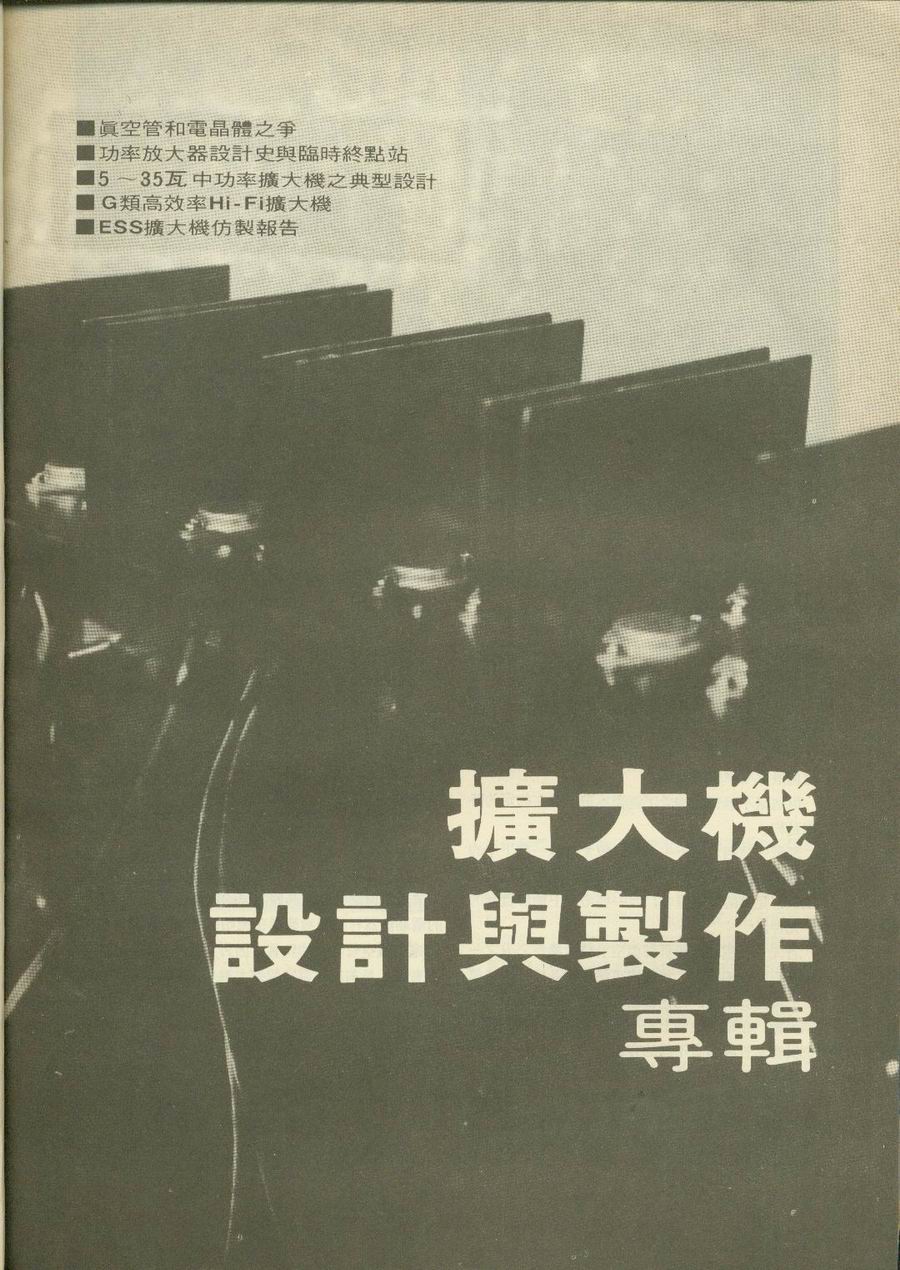 ■眞空管和電晶體之爭
■功率放大器設計史與臨時終點站
■5～35瓦中功率擴大機之典型設計
■G類高效率Hi-Fi擴大機
■ESS擴大機仿製報告
擴大機
設計與製作
專輯